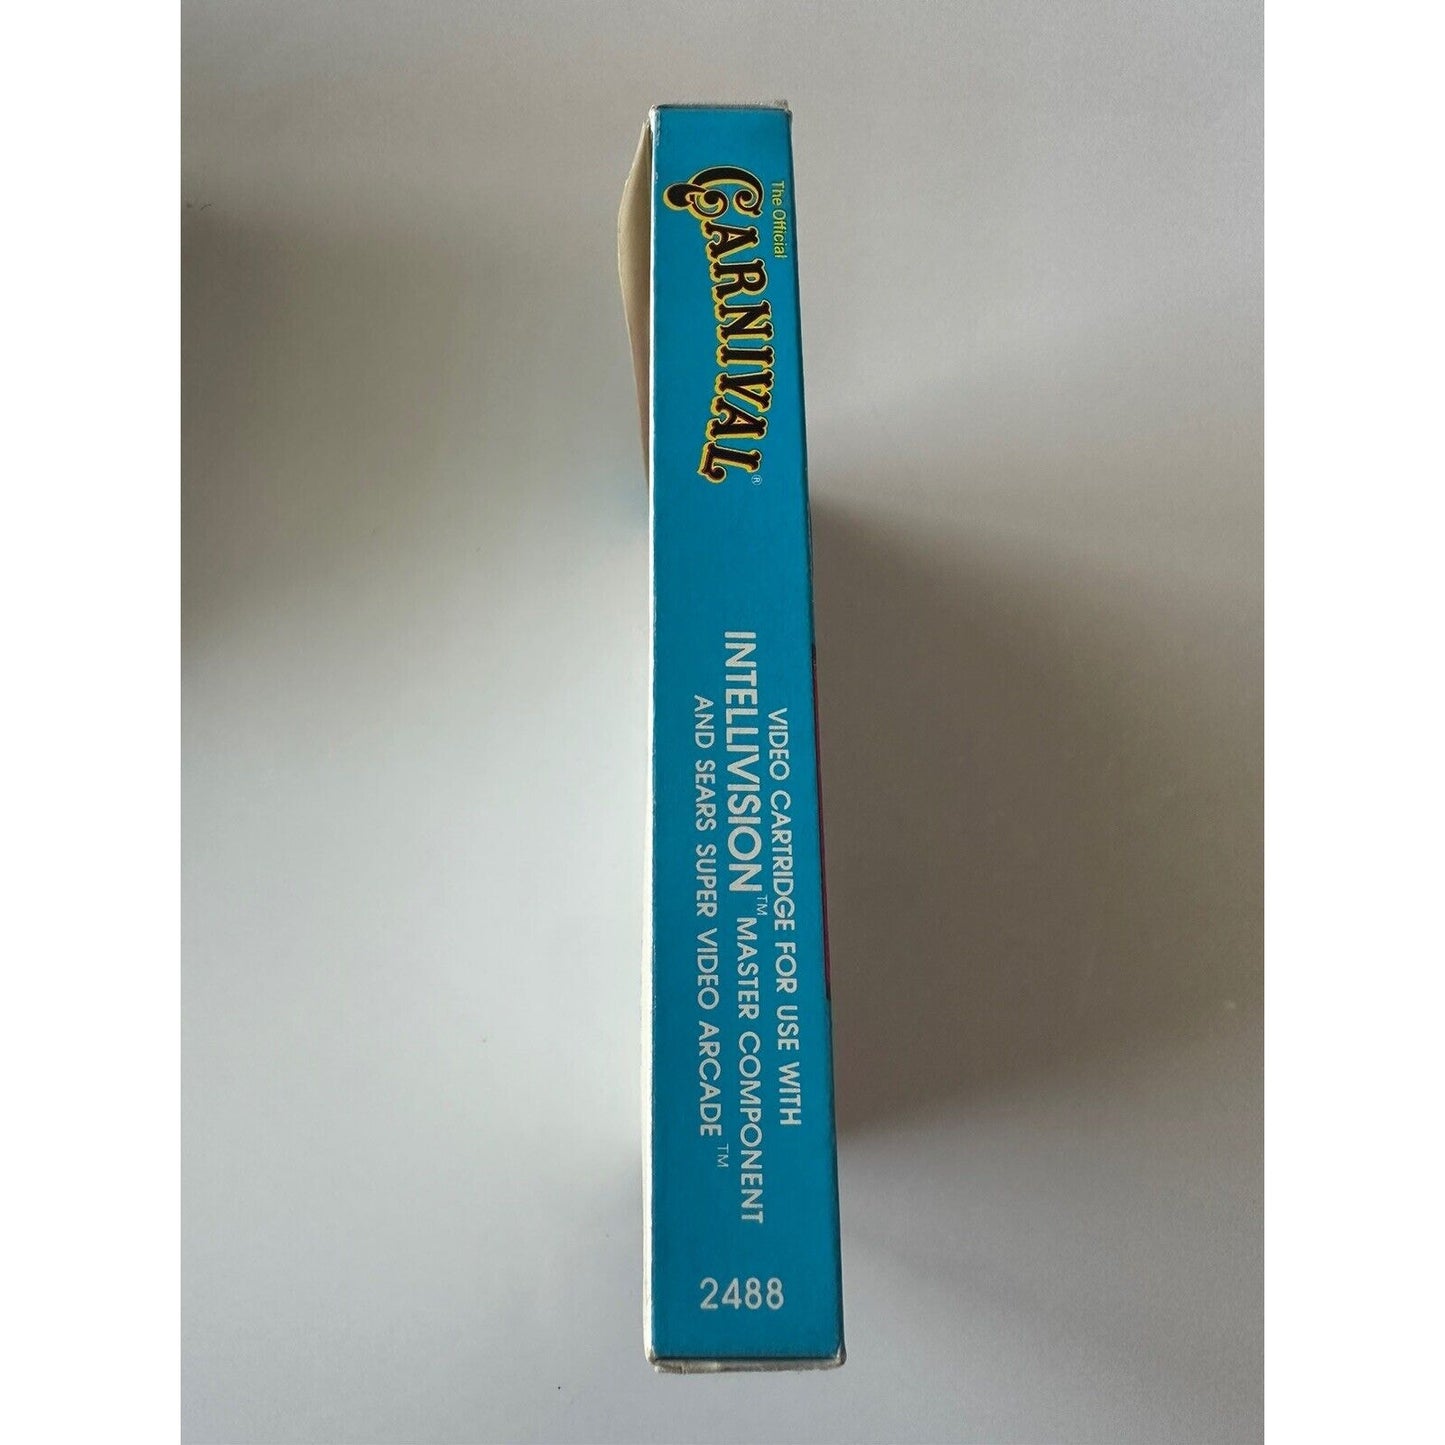 The Official
CARNIVAL®
VIDEO CARTRIDGE FOR USE WITH
INTELLIVISION™ MASTER COMPONENT
AND SEARS SUPER VIDEO ARCADE™
2488